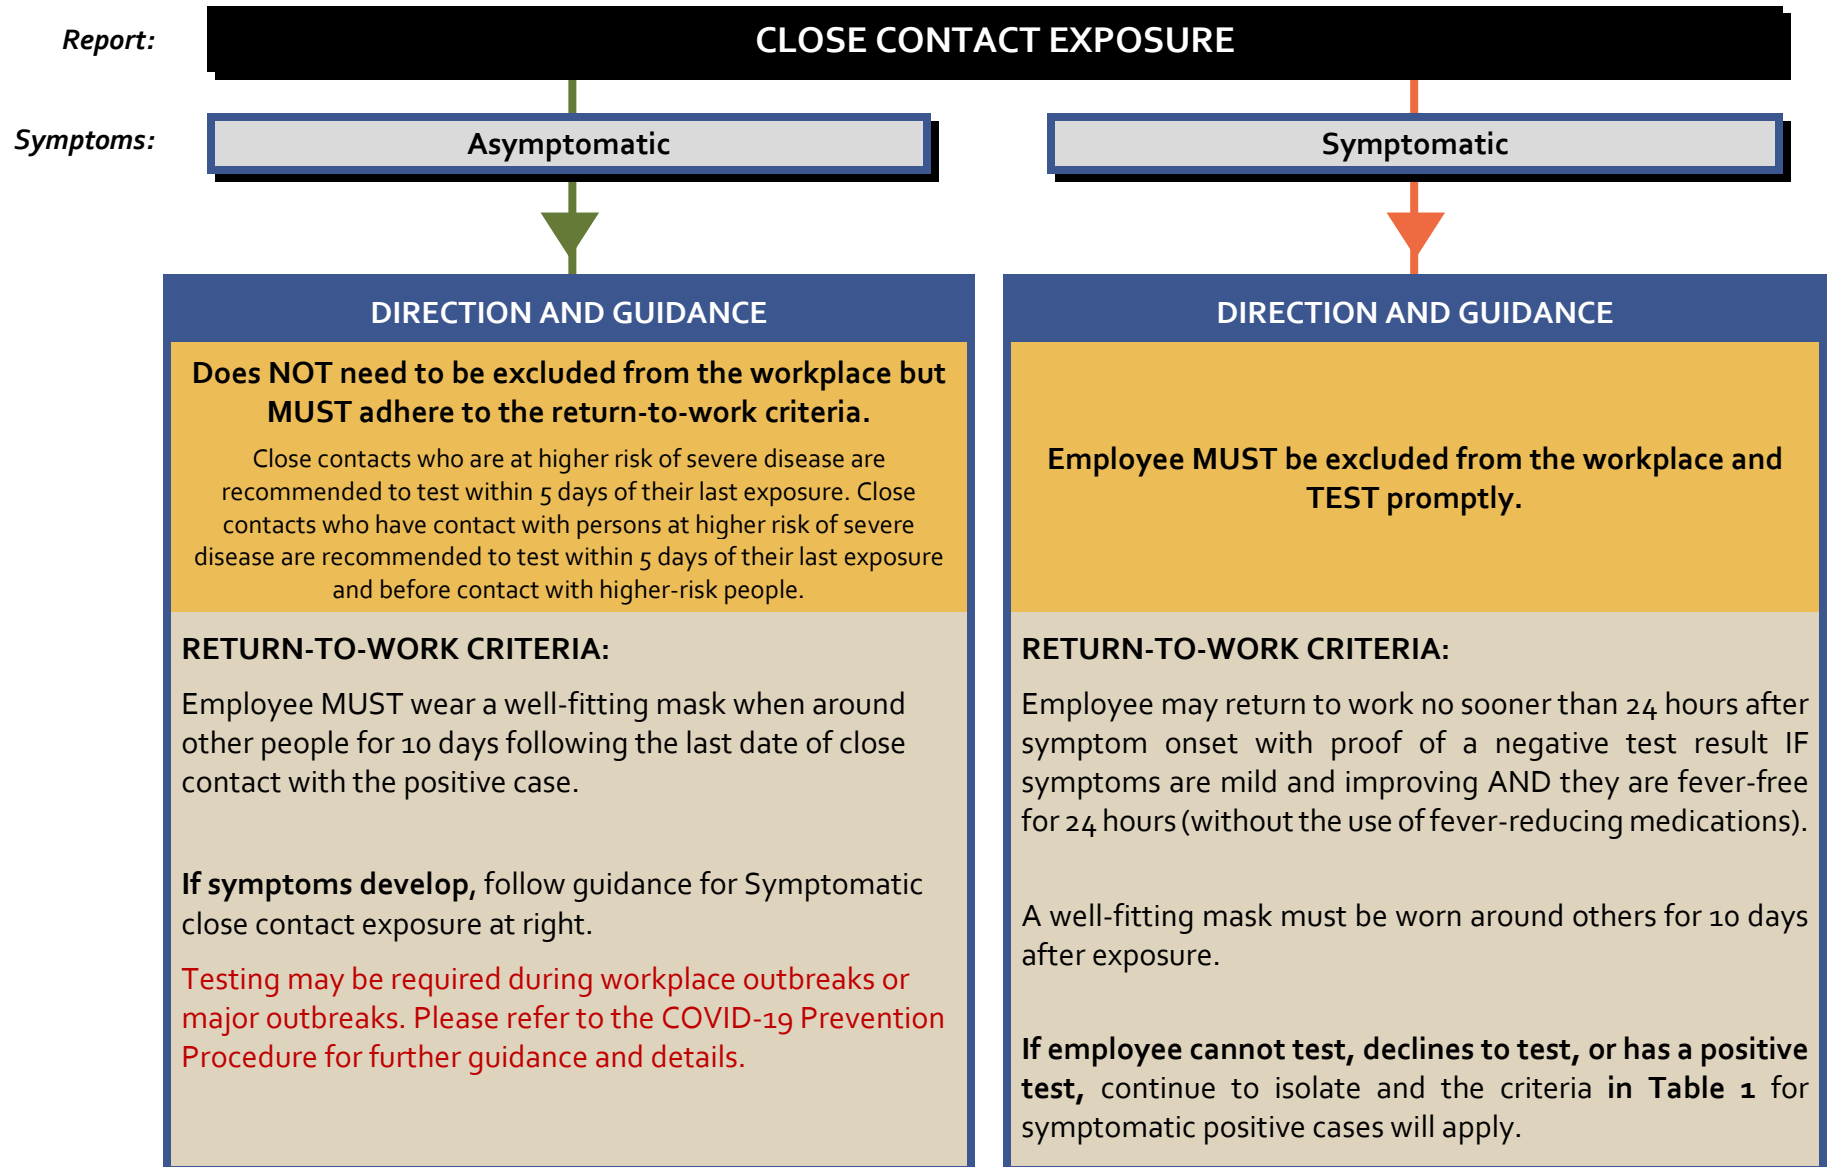 Report:
CLOSE CONTACT EXPOSURE
Symptoms:
Asymptomatic
Symptomatic
DIRECTION AND GUIDANCE
Does NOT need to be excluded from the workplace but
MUST adhere to the return-to-work criteria.
Close contacts who are at higher risk of severe disease are
recommended to test within 5 days of their last exposure. Close
contacts who have contact with persons at higher risk of severe
disease are recommended to test within 5 days of their last exposure
and before contact with higher-risk people.
RETURN-TO-WORK CRITERIA:
Employee MUST wear a well-fitting mask when around
other people for 10 days following the last date of close
contact with the positive case.
If symptoms develop, follow guidance for Symptomatic
close contact exposure at right.
Testing may be required during workplace outbreaks or
major outbreaks. Please refer to the COVID-19 Prevention
Procedure for further guidance and details.
DIRECTION AND GUIDANCE
Employee MUST be excluded from the workplace and
TEST promptly.
RETURN-TO-WORK CRITERIA:
Employee may return to work no sooner than 24 hours after
symptom onset with proof of a negative test result IF
symptoms are mild and improving AND they are fever-free
for 24 hours (without the use of fever-reducing medications).
A well-fitting mask must be worn around others for 10 days
after exposure.
If employee cannot test, declines to test, or has a positive
test, continue to isolate and the criteria in Table 1 for
symptomatic positive cases will apply.